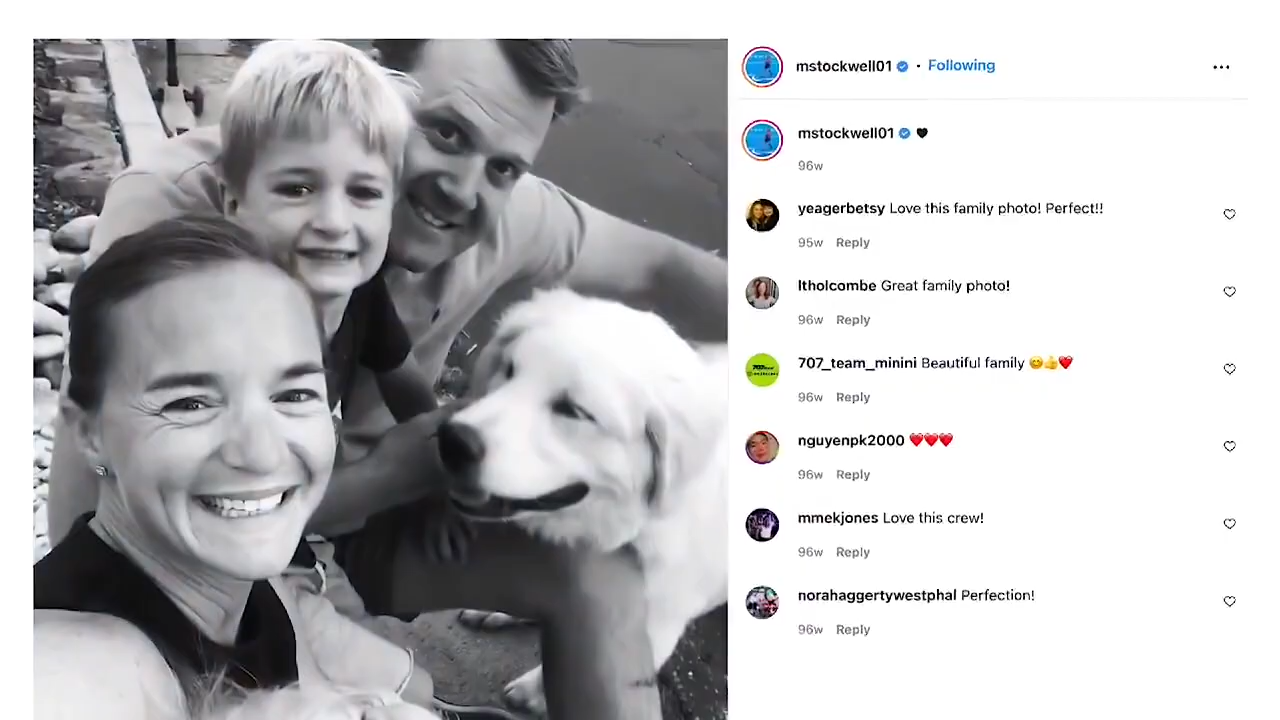 mstockwell01 • Following
mstockwell01 🖤
96w
yeagerbetsy Love this family photo! Perfect!!
95w Reply
ltholcombe Great family photo!
96w Reply
707_team_minini Beautiful family 😊👍❤️
96w Reply
nguyenpk2000 ❤️❤️❤️
96w Reply
mmekjones Love this crew!
96w Reply
norahaggertywestphal Perfection!
96w Reply